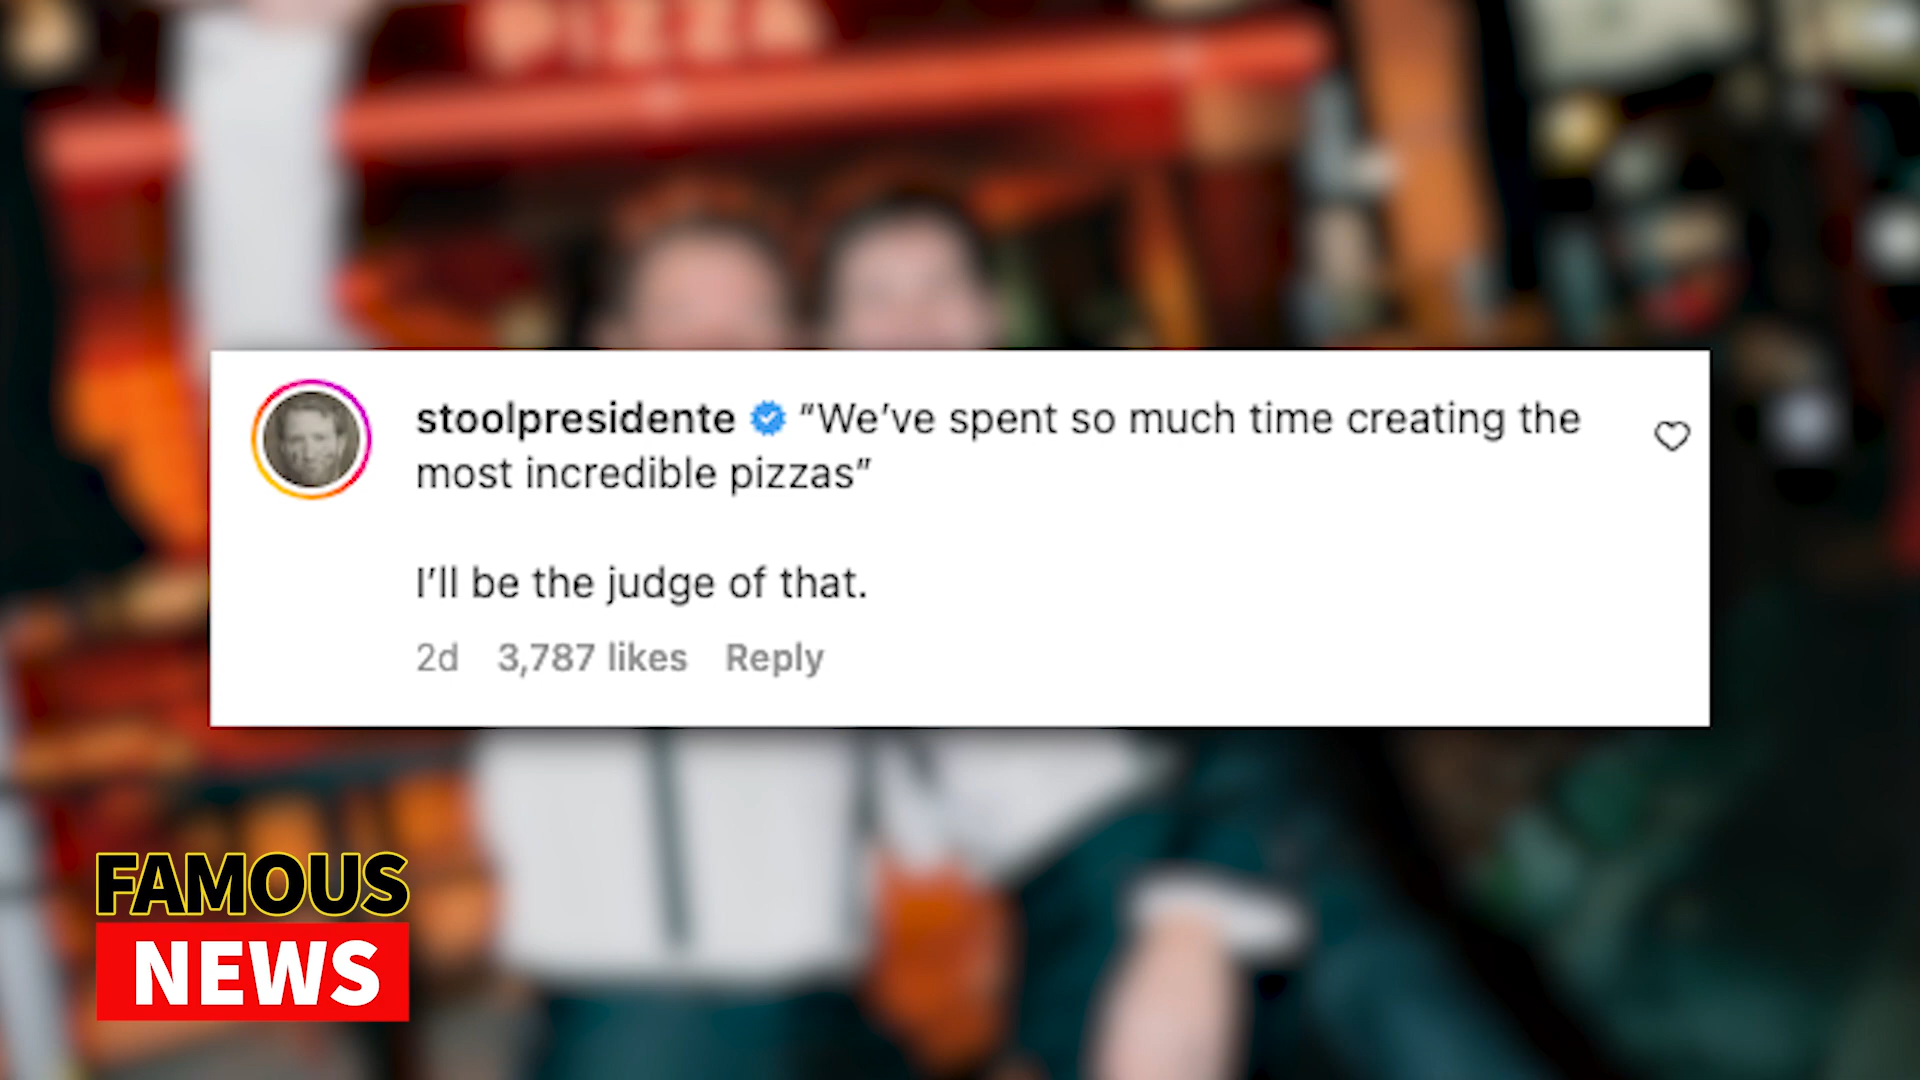 PIZZA
stoolpresidente “We’ve spent so much time creating the
most incredible pizzas”
I’ll be the judge of that.
2d 3,787 likes Reply
FAMOUS
NEWS